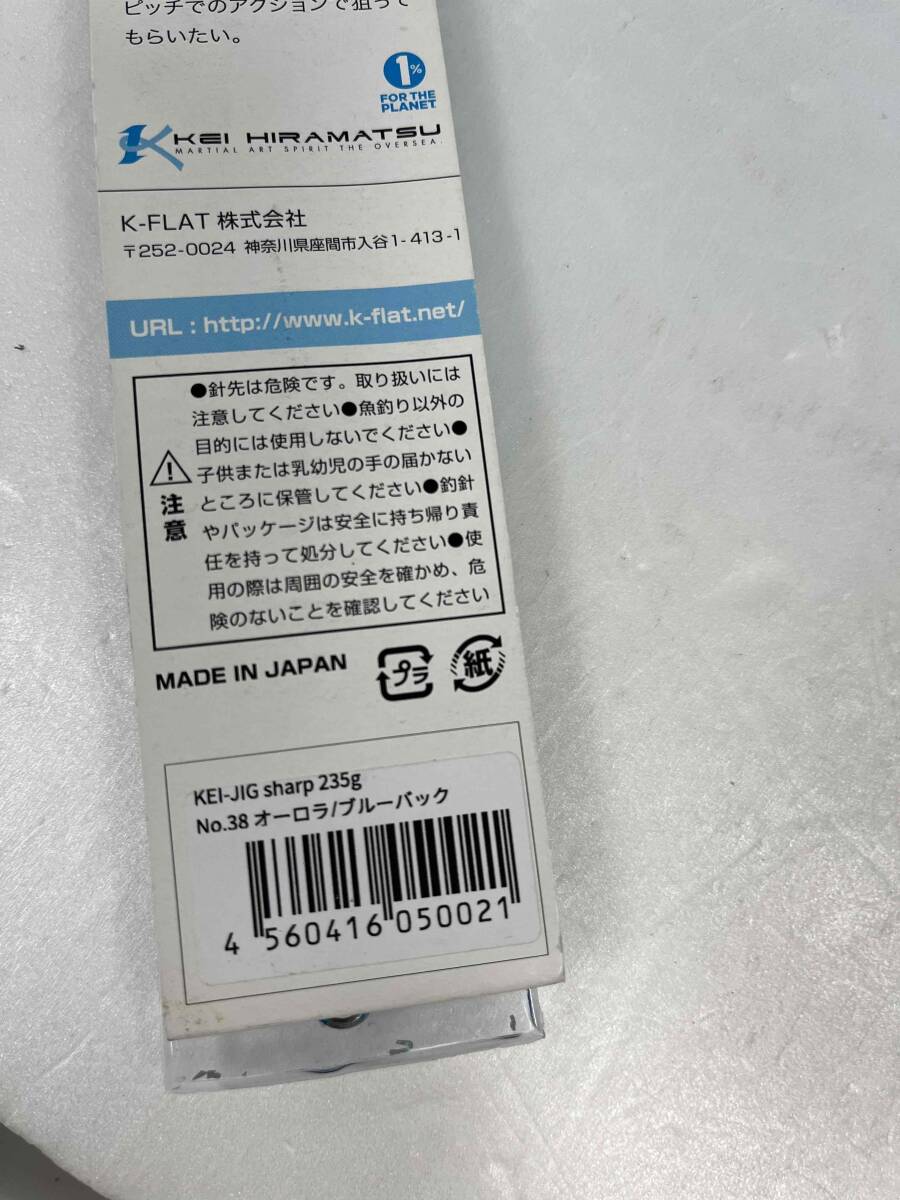 ピッチでのアクションで狙って
もらいたい。
1%
FOR THE
PLANET
KEI HIRAMATSU
MARTIAL ART SPIRIT THE OVERSEA.
K-FLAT 株式会社
〒252-0024 神奈川県座間市入谷1-413-1
URL : http://www.k-flat.net/
●針先は危険です。取り扱いには
注意してください●魚釣り以外の
目的には使用しないでください●
子供または乳幼児の手の届かない
ところに保管してください●釣針
やパッケージは安全に持ち帰り責
任を持って処分してください●使
用の際は周囲の安全を確かめ、危
険のないことを確認してください
注意
MADE IN JAPAN
プラ
紙
KEI-JIG sharp 235g
No.38 オーロラ/ブルーバック
4 560416 050021